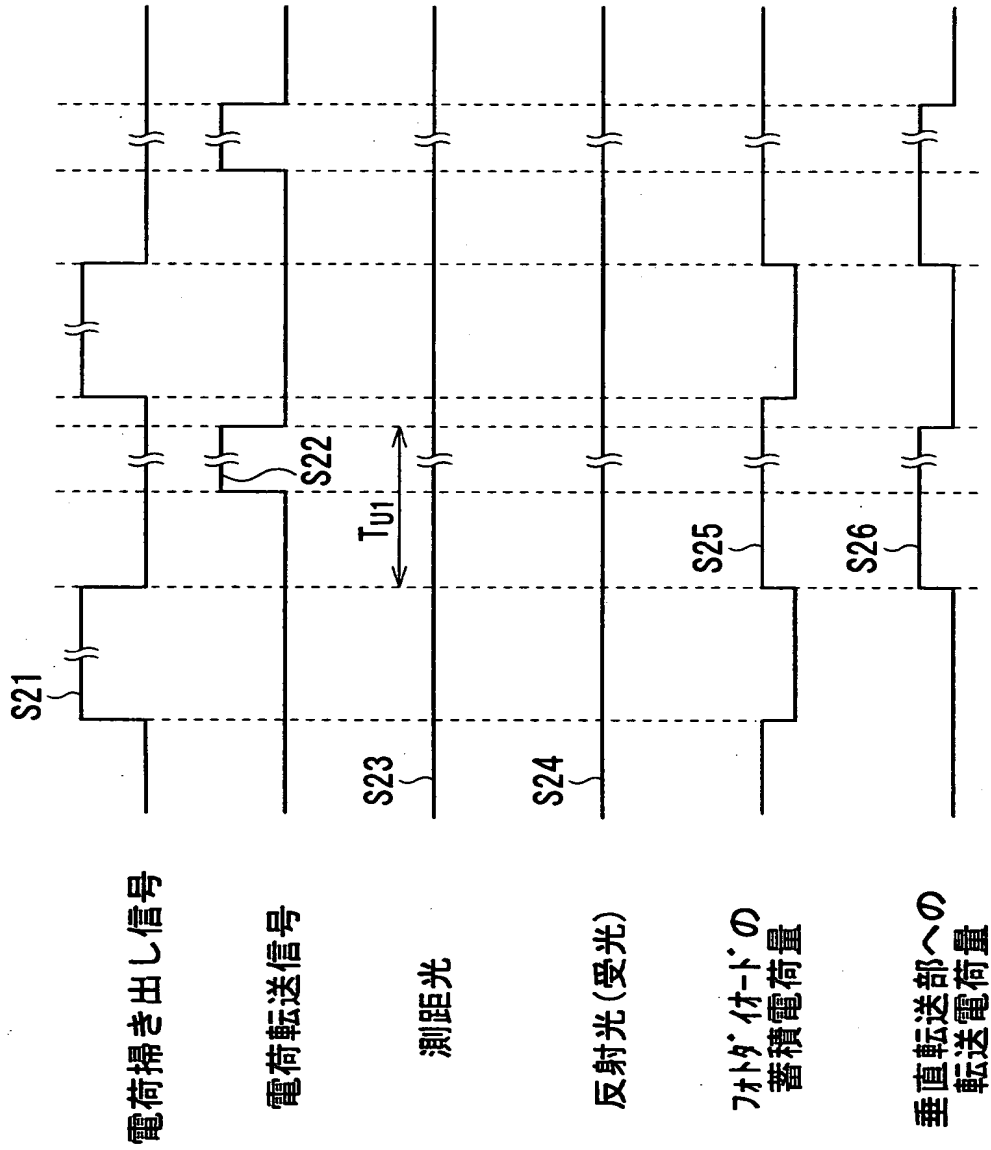 電荷掃き出し信号
S21
電荷転送信号
S22
TU1
測距光
S23
反射光(受光)
S24
フォトダイオードの
蓄積電荷量
S25
垂直転送部への
転送電荷量
S26